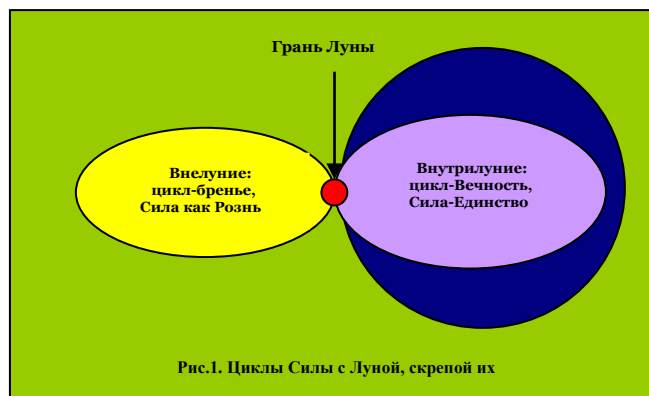 Грань Луны
Внелуние:
цикл-бренье,
Сила как Рознь
Внутрилуние:
цикл-Вечность,
Сила-Единство
Рис.1. Циклы Силы с Луной, скрепой их